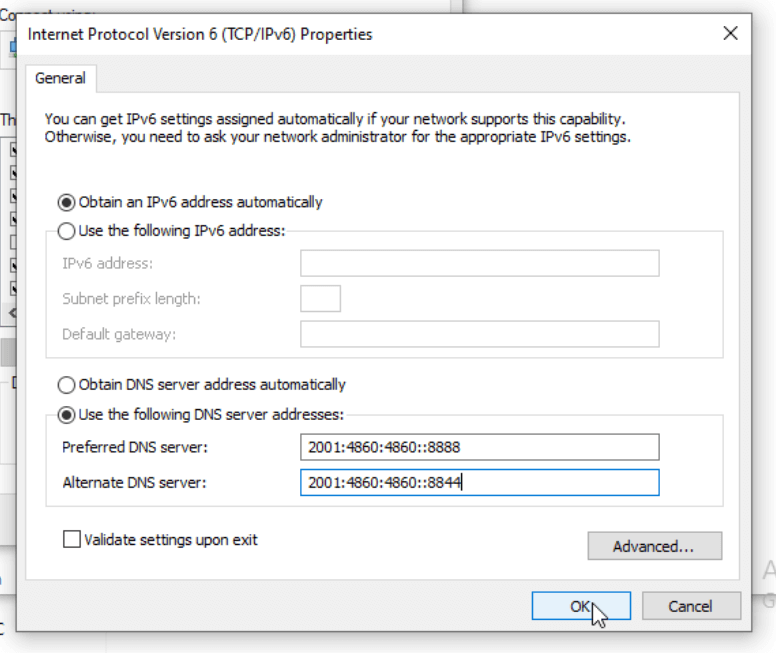 Internet Protocol Version 6 (TCP/IPv6) Properties
General
You can get IPv6 settings assigned automatically if your network supports this capability.
Otherwise, you need to ask your network administrator for the appropriate IPv6 settings.
Obtain an IPv6 address automatically
Use the following IPv6 address:
IPv6 address:
Subnet prefix length:
Default gateway:
Obtain DNS server address automatically
Use the following DNS server addresses:
Preferred DNS server:
2001:4860:4860::8888
Alternate DNS server:
2001:4860:4860::8844
Validate settings upon exit
Advanced...
OK
Cancel